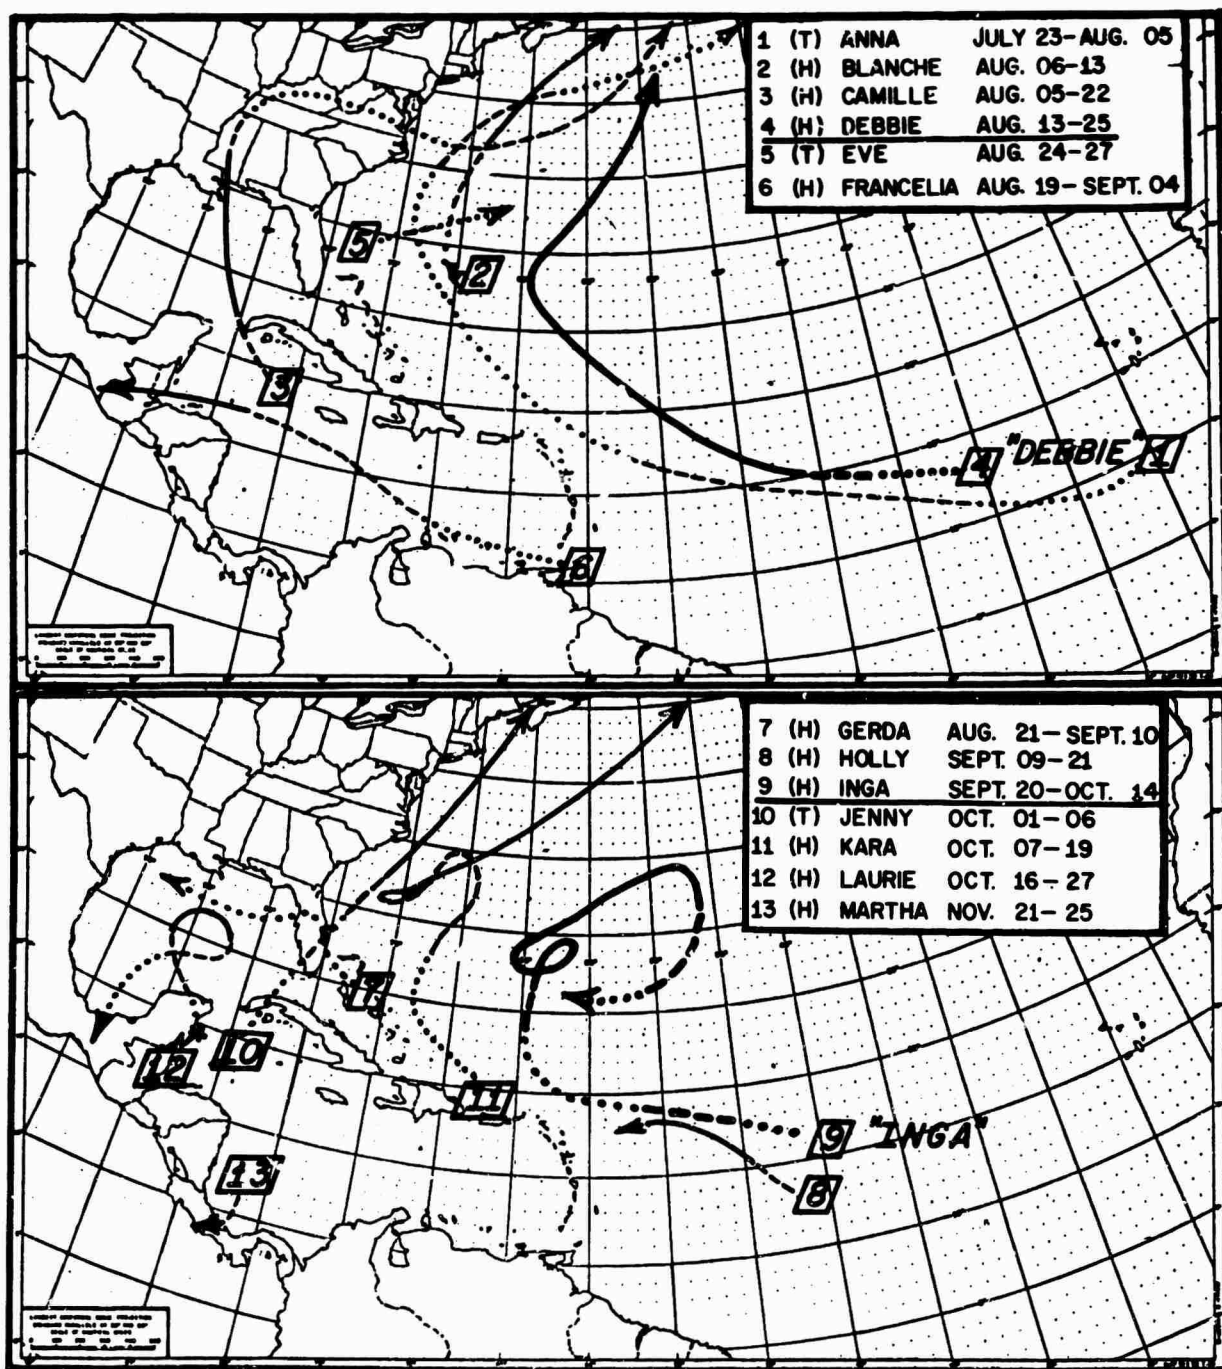 1 (T) ANNA JULY 23-AUG. 05
2 (H) BLANCHE AUG. 06-13
3 (H) CAMILLE AUG. 05-22
4 (H) DEBBIE AUG. 13-25
5 (T) EVE AUG. 24-27
6 (H) FRANCELIA AUG. 19-SEPT. 04
5
2
3
4 "DEBBIE" 1
6
7 (H) GERDA AUG. 21-SEPT. 10
8 (H) HOLLY SEPT. 09-21
9 (H) INGA SEPT. 20-OCT. 14
10 (T) JENNY OCT. 01-06
11 (H) KARA OCT. 07-19
12 (H) LAURIE OCT. 16-27
13 (H) MARTHA NOV. 21-25
7
10
12
11
9 "INGA"
13
8